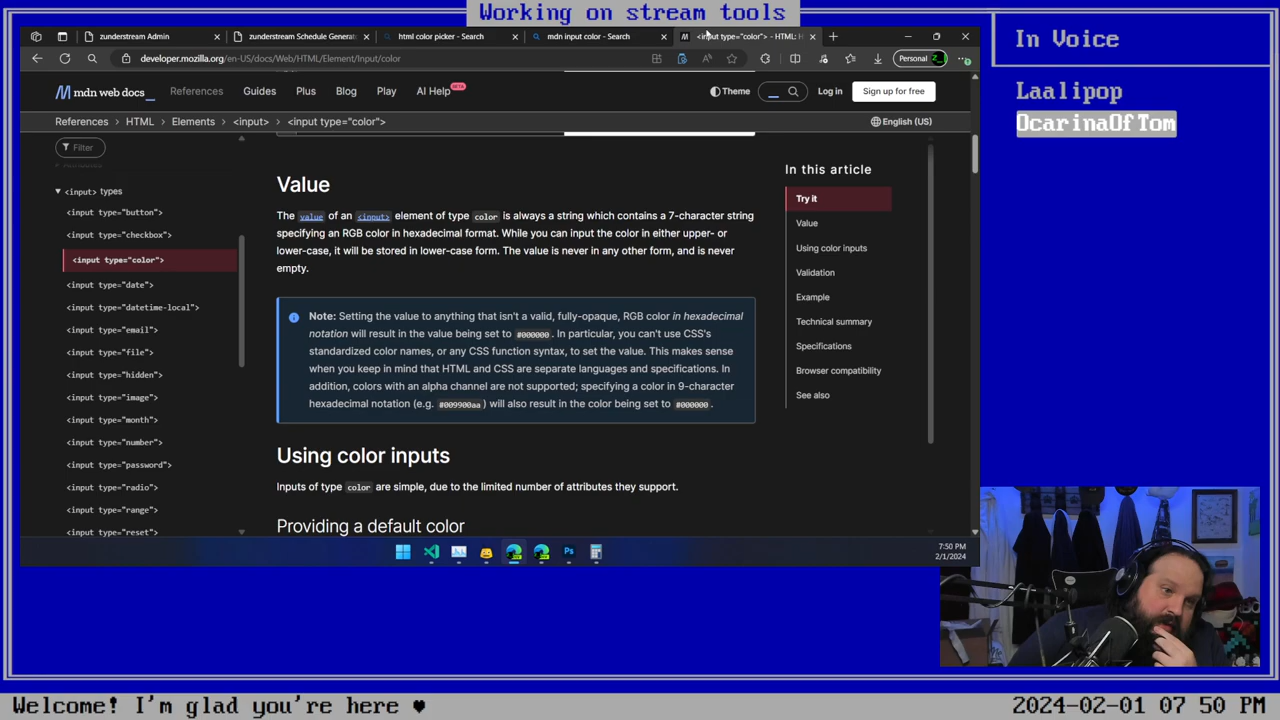 Working on stream tools
zunderstream Admin
zunderstream Schedule Generat
html color picker - Search
mdn input color - Search
<input type="color"> - HTML: H
developer.mozilla.org/en-US/docs/Web/HTML/Element/Input/color
Personal
mdn web docs_
References
Guides
Plus
Blog
Play
AI Help BETA
Theme
Log in
Sign up for free
References > HTML > Elements > <input> > <input type="color">
English (US)
Filter
<input> types
<input type="button">
<input type="checkbox">
<input type="color">
<input type="date">
<input type="datetime-local">
<input type="email">
<input type="file">
<input type="hidden">
<input type="image">
<input type="month">
<input type="number">
<input type="password">
<input type="radio">
<input type="range">
<input type="reset">
Value
The value of an <input> element of type color is always a string which contains a 7-character string
specifying an RGB color in hexadecimal format. While you can input the color in either upper- or
lower-case, it will be stored in lower-case form. The value is never in any other form, and is never
empty.
Note: Setting the value to anything that isn't a valid, fully-opaque, RGB color in hexadecimal
notation will result in the value being set to #000000. In particular, you can't use CSS's
standardized color names, or any CSS function syntax, to set the value. This makes sense
when you keep in mind that HTML and CSS are separate languages and specifications. In
addition, colors with an alpha channel are not supported; specifying a color in 9-character
hexadecimal notation (e.g. #009900aa) will also result in the color being set to #000000.
Using color inputs
Inputs of type color are simple, due to the limited number of attributes they support.
Providing a default color
In this article
Try it
Value
Using color inputs
Validation
Example
Technical summary
Specifications
Browser compatibility
See also
7:50 PM
2/1/2024
In Voice
Laalipop
OcarinaOfTom
Welcome! I'm glad you're here ♥
2024-02-01 07 50 PM